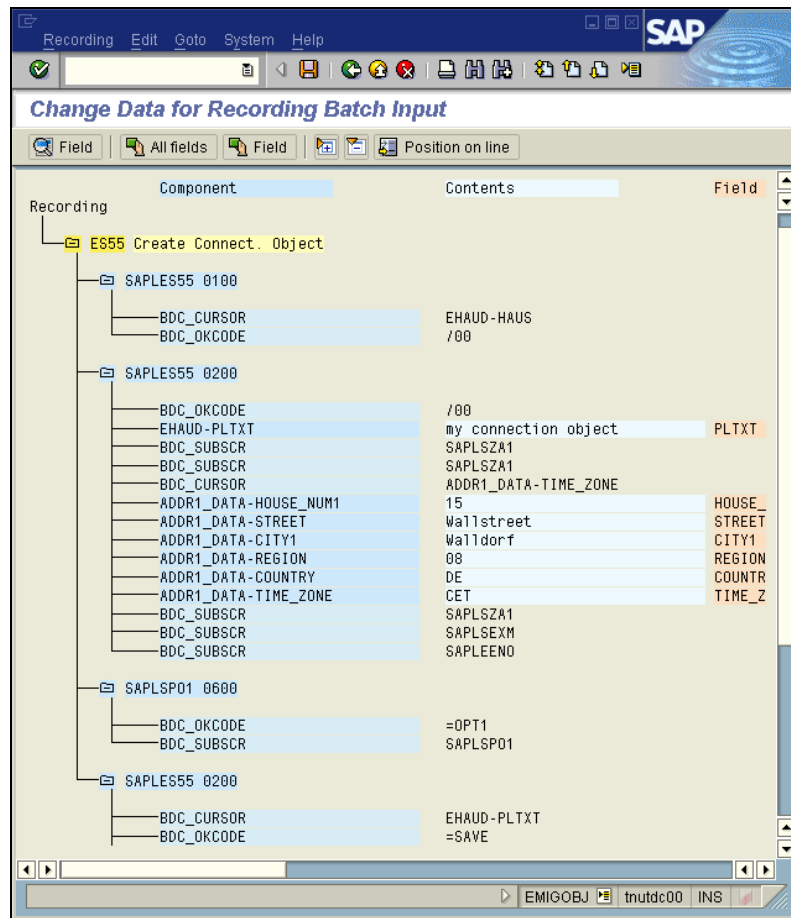 Recording Edit Goto System Help
SAP
Change Data for Recording Batch Input
Field All fields Field Position on line
Component Contents Field
Recording
ES55 Create Connect. Object
SAPLES55 0100
BDC_CURSOR EHAUD-HAUS
BDC_OKCODE /00
SAPLES55 0200
BDC_OKCODE /00
EHAUD-PLTXT my connection object PLTXT
BDC_SUBSCR SAPLSZA1
BDC_SUBSCR SAPLSZA1
BDC_CURSOR ADDR1_DATA-TIME_ZONE
ADDR1_DATA-HOUSE_NUM1 15 HOUSE_
ADDR1_DATA-STREET Wallstreet STREET
ADDR1_DATA-CITY1 Walldorf CITY1
ADDR1_DATA-REGION 08 REGION
ADDR1_DATA-COUNTRY DE COUNTR
ADDR1_DATA-TIME_ZONE CET TIME_Z
BDC_SUBSCR SAPLSZA1
BDC_SUBSCR SAPLSEXM
BDC_SUBSCR SAPLEENO
SAPLSPO1 0600
BDC_OKCODE =OPT1
BDC_SUBSCR SAPLSPO1
SAPLES55 0200
BDC_CURSOR EHAUD-PLTXT
BDC_OKCODE =SAVE
EMIGOBJ tnutdc00 INS